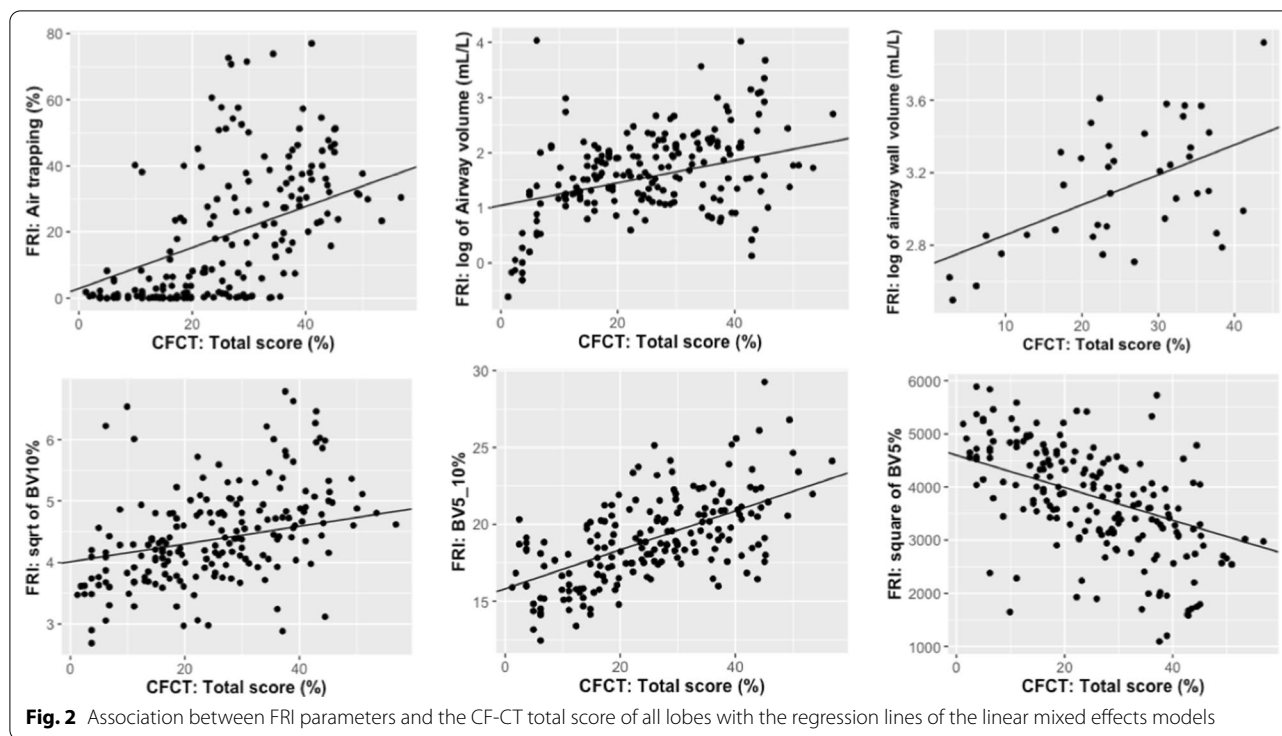 FRI: Air trapping (%)
80
60
40
20
0
0 20 40
CFCT: Total score (%)
FRI: log of Airway volume (mL/L)
4
3
2
1
0
0 20 40
CFCT: Total score (%)
FRI: log of airway wall volume (mL/L)
3.6
3.2
2.8
10 20 30 40
CFCT: Total score (%)
FRI: sqrt of BV10%
6
5
4
3
0 20 40
CFCT: Total score (%)
FRI: BV5_10%
30
25
20
15
0 20 40
CFCT: Total score (%)
FRI: square of BV5%
6000
5000
4000
3000
2000
1000
0 20 40
CFCT: Total score (%)
Fig. 2 Association between FRI parameters and the CF-CT total score of all lobes with the regression lines of the linear mixed effects models